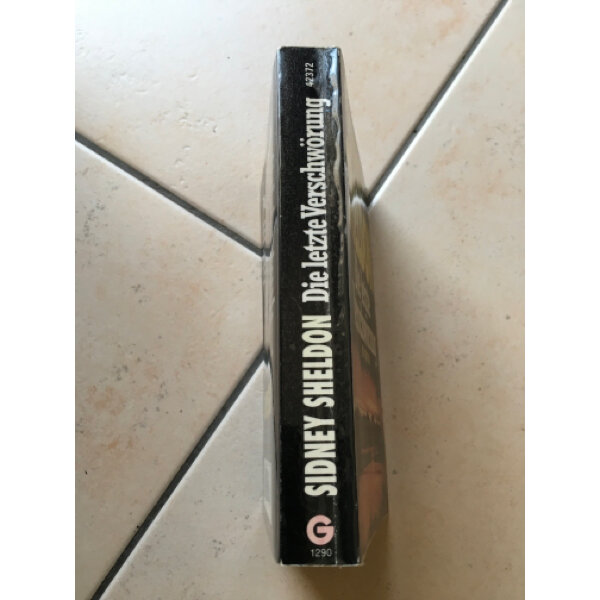 SIDNEY SHELDON Die letzte Verschwörung 42372
G
1290